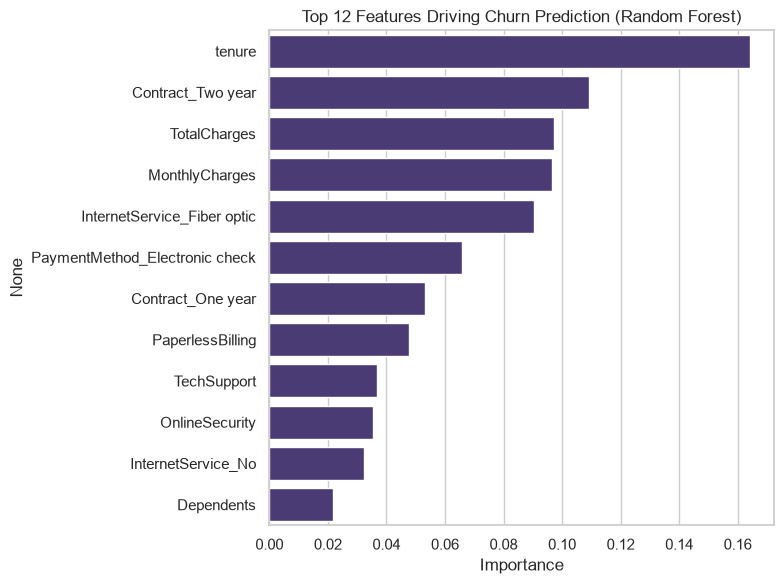 Top 12 Features Driving Churn Prediction (Random Forest)
tenure
Contract_Two year
TotalCharges
MonthlyCharges
InternetService_Fiber optic
PaymentMethod_Electronic check
Contract_One year
PaperlessBilling
TechSupport
OnlineSecurity
InternetService_No
Dependents
None
0.00 0.02 0.04 0.06 0.08 0.10 0.12 0.14 0.16
Importance